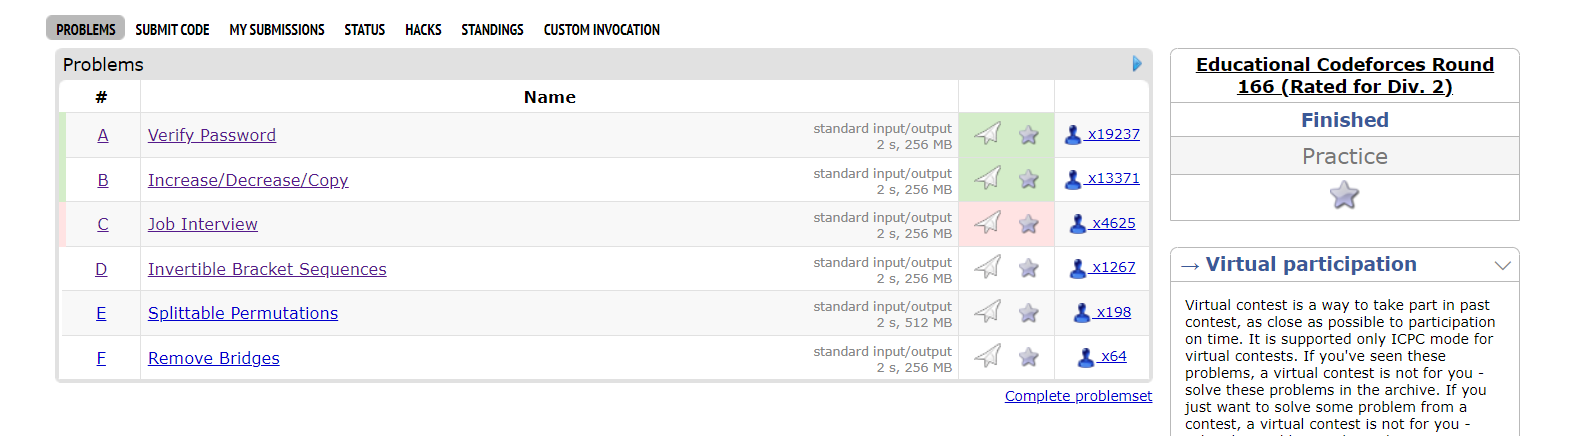 PROBLEMS SUBMIT CODE MY SUBMISSIONS STATUS HACKS STANDINGS CUSTOM INVOCATION
Problems
# Name
A Verify Password standard input/output x19237
2 s, 256 MB
B Increase/Decrease/Copy standard input/output x13371
2 s, 256 MB
C Job Interview standard input/output x4625
2 s, 256 MB
D Invertible Bracket Sequences standard input/output x1267
2 s, 256 MB
E Splittable Permutations standard input/output x198
2 s, 512 MB
F Remove Bridges standard input/output x64
2 s, 256 MB
Complete problemset
Educational Codeforces Round
166 (Rated for Div. 2)
Finished
Practice
→ Virtual participation
Virtual contest is a way to take part in past
contest, as close as possible to participation
on time. It is supported only ICPC mode for
virtual contests. If you've seen these
problems, a virtual contest is not for you -
solve these problems in the archive. If you
just want to solve some problem from a
contest, a virtual contest is not for you -